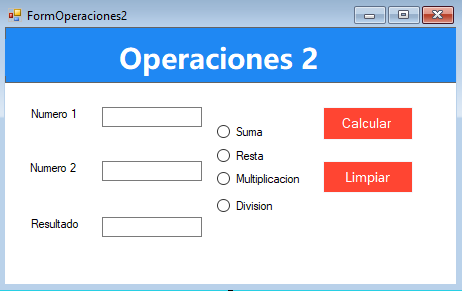 FormOperaciones2
Operaciones 2
Numero 1
Suma
Calcular
Resta
Numero 2
Multiplicacion
Limpiar
Division
Resultado